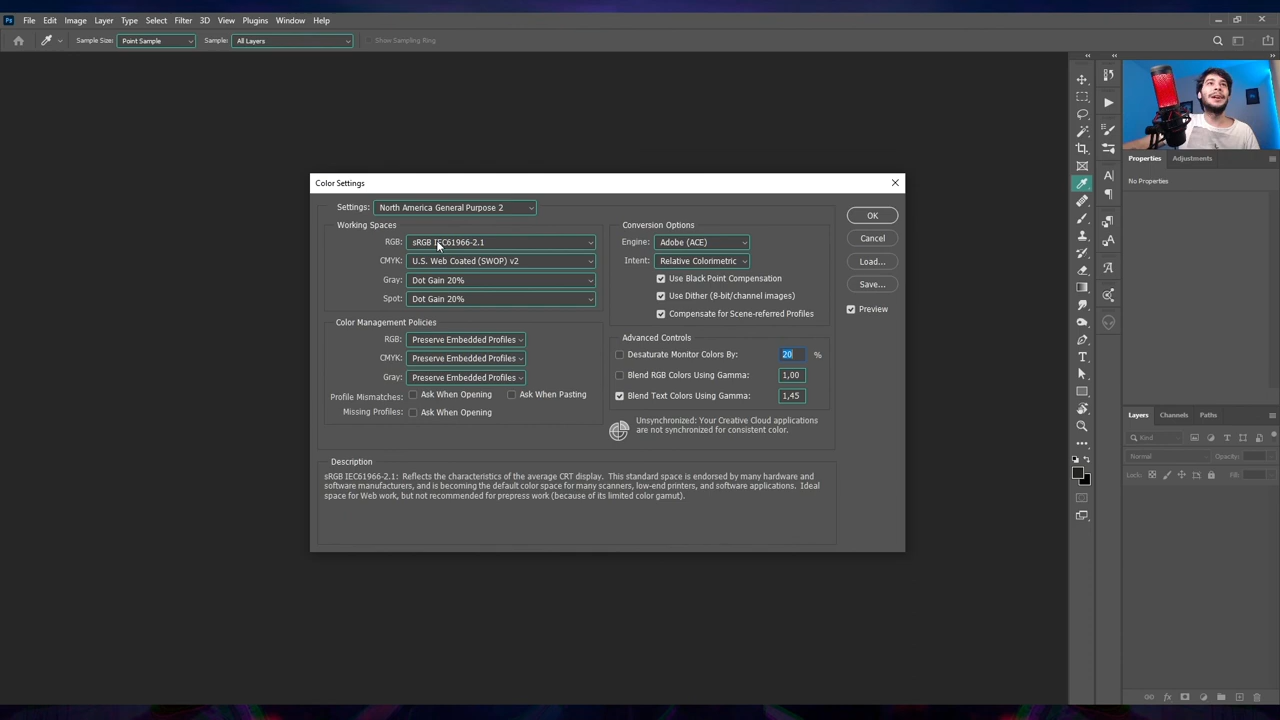 Ps File Edit Image Layer Type Select Filter 3D View Plugins Window Help
Sample Size: Point Sample Sample: All Layers Show Sampling Ring
Color Settings
Settings: North America General Purpose 2
Working Spaces
RGB: sRGB IEC61966-2.1
CMYK: U.S. Web Coated (SWOP) v2
Gray: Dot Gain 20%
Spot: Dot Gain 20%
Color Management Policies
RGB: Preserve Embedded Profiles
CMYK: Preserve Embedded Profiles
Gray: Preserve Embedded Profiles
Profile Mismatches: Ask When Opening Ask When Pasting
Missing Profiles: Ask When Opening
Conversion Options
Engine: Adobe (ACE)
Intent: Relative Colorimetric
Use Black Point Compensation
Use Dither (8-bit/channel images)
Compensate for Scene-referred Profiles
Advanced Controls
Desaturate Monitor Colors By: 20 %
Blend RGB Colors Using Gamma: 1,00
Blend Text Colors Using Gamma: 1,45
Unsynchronized: Your Creative Cloud applications
are not synchronized for consistent color.
OK
Cancel
Load...
Save...
Preview
Description
sRGB IEC61966-2.1: Reflects the characteristics of the average CRT display. This standard space is endorsed by many hardware and
software manufacturers, and is becoming the default color space for many scanners, low-end printers, and software applications. Ideal
space for Web work, but not recommended for prepress work (because of its limited color gamut).
Properties Adjustments
No Properties
Layers Channels Paths
Kind
Normal Opacity:
Lock: Fill: